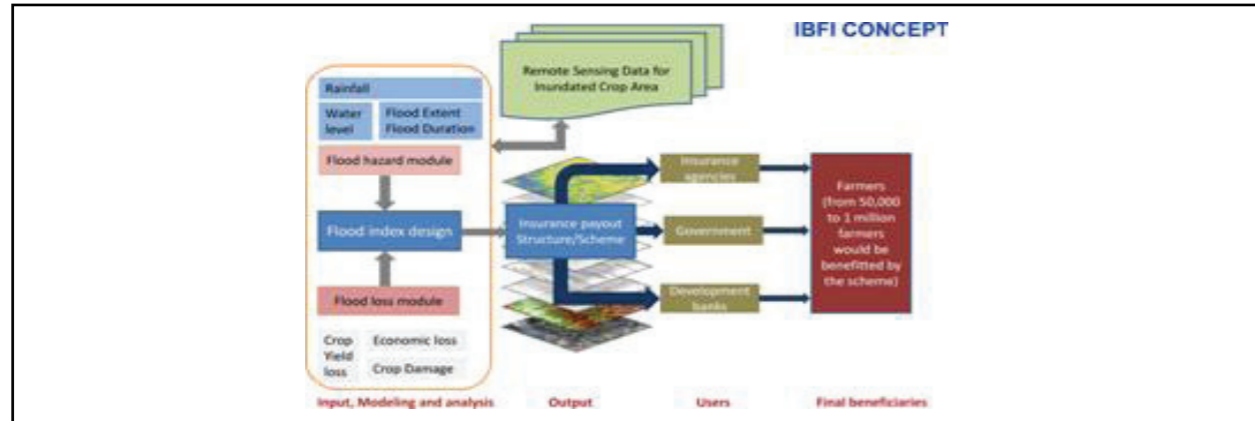 IBFI CONCEPT
Remote Sensing Data for
Inundated Crop Area
Rainfall
Water
level
Flood Extent
Flood Duration
Flood hazard module
Flood index design
Flood loss module
Crop
Yield
loss
Economic loss
Crop Damage
Insurance payout
Structure/Scheme
Insurance
agencies
Government
Development
banks
Farmers
(from 50,000
to 1 million
farmers
would be
benefitted by
the scheme)
Input, Modeling and analysis
Output
Users
Final beneficiaries